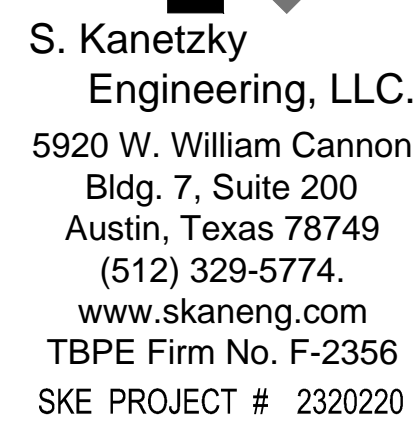 S. Kanetzky
Engineering, LLC.
5920 W. William Cannon
Bldg. 7, Suite 200
Austin, Texas 78749
(512) 329-5774.
www.skaneng.com
TBPE Firm No. F-2356
SKE PROJECT # 2320220